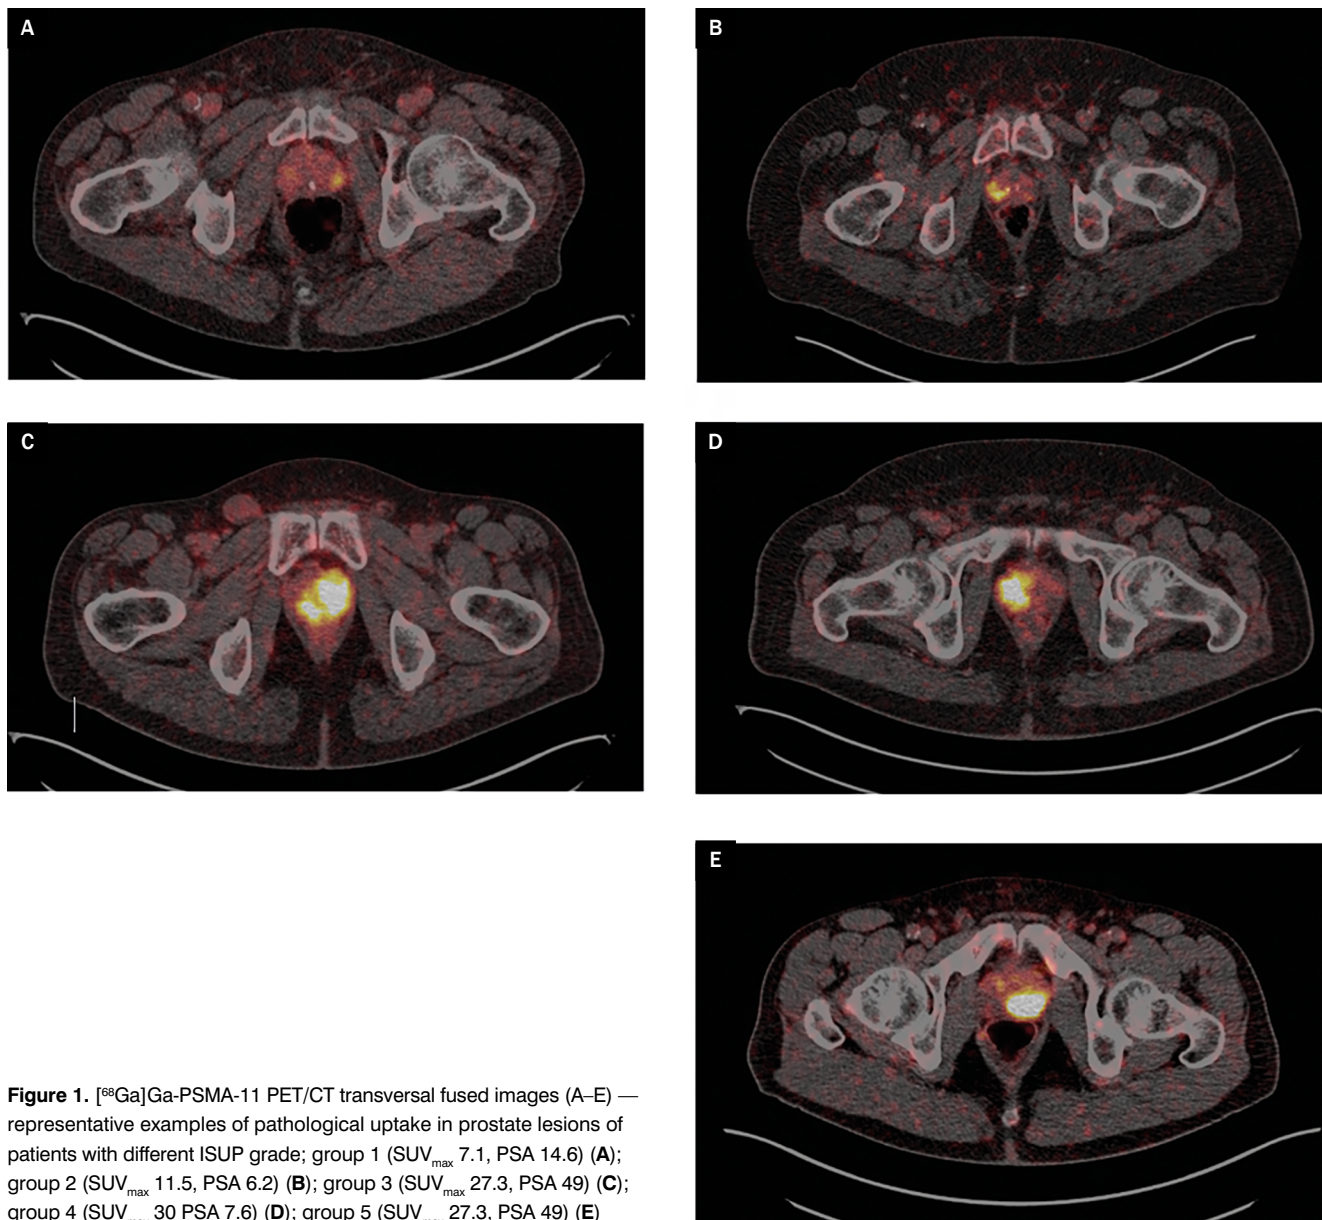 A
B
C
D
E
Figure 1. [⁶⁸Ga]Ga-PSMA-11 PET/CT transversal fused images (A–E) —
representative examples of pathological uptake in prostate lesions of
patients with different ISUP grade; group 1 (SUVmax 7.1, PSA 14.6) (A);
group 2 (SUVmax 11.5, PSA 6.2) (B); group 3 (SUVmax 27.3, PSA 49) (C);
group 4 (SUVmax 30 PSA 7.6) (D); group 5 (SUVmax 27.3, PSA 49) (E)